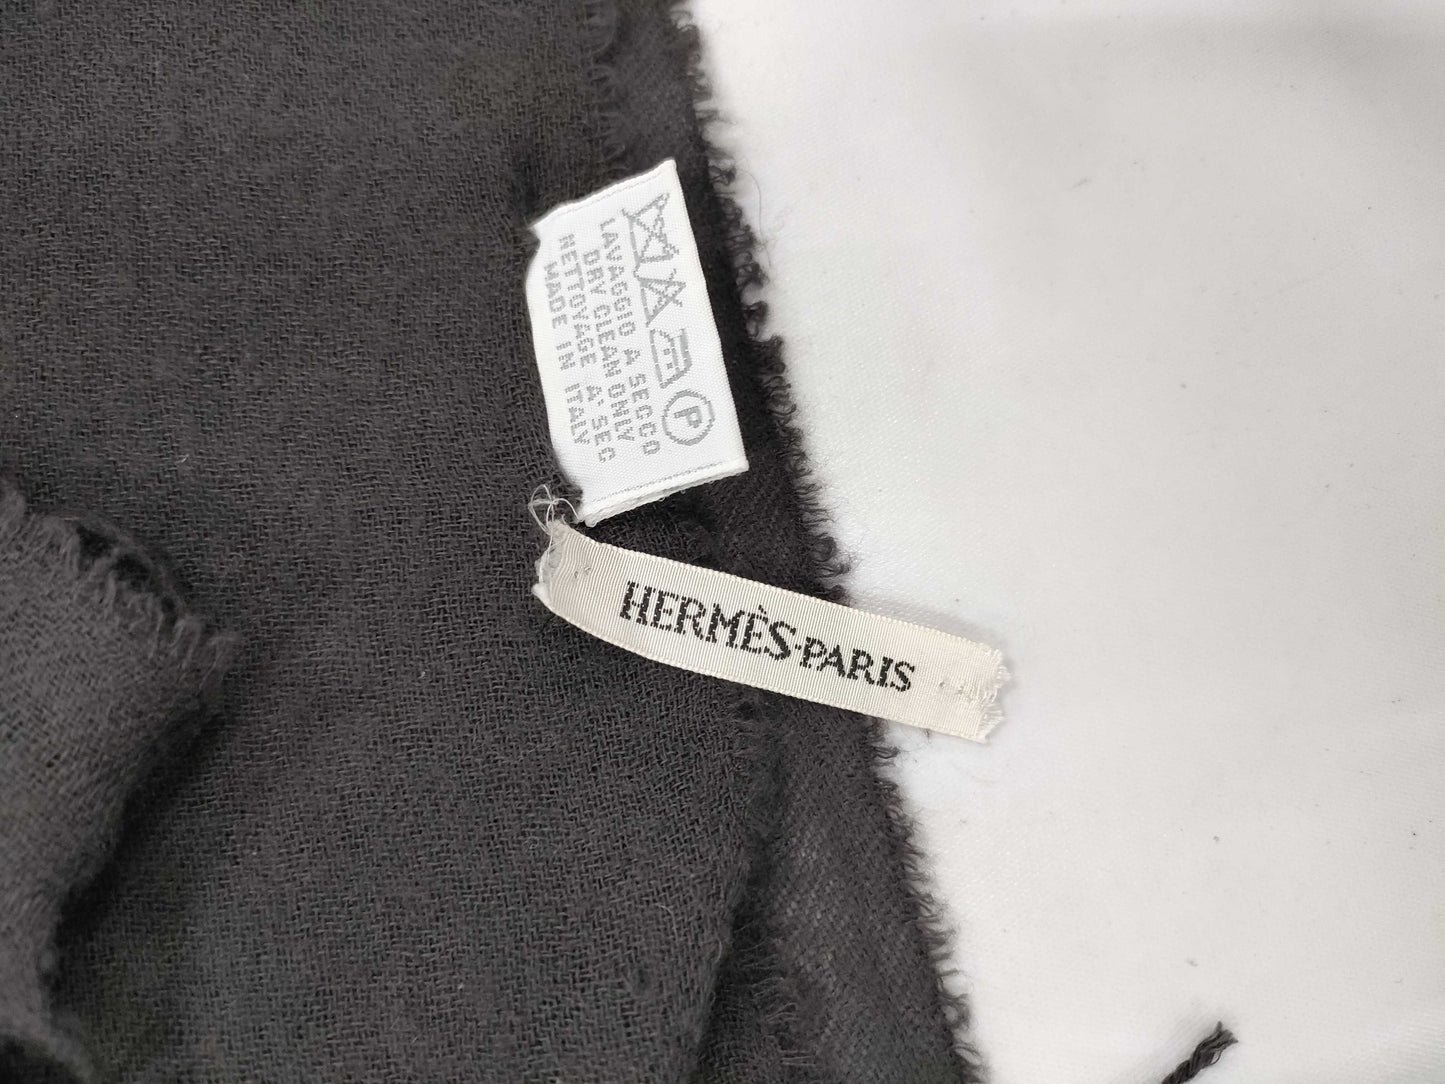 LAVAGGIO A SECCO
DRY CLEAN ONLY
NETTOYAGE A' SEC
MADE IN ITALY
P
HERMÈS·PARIS